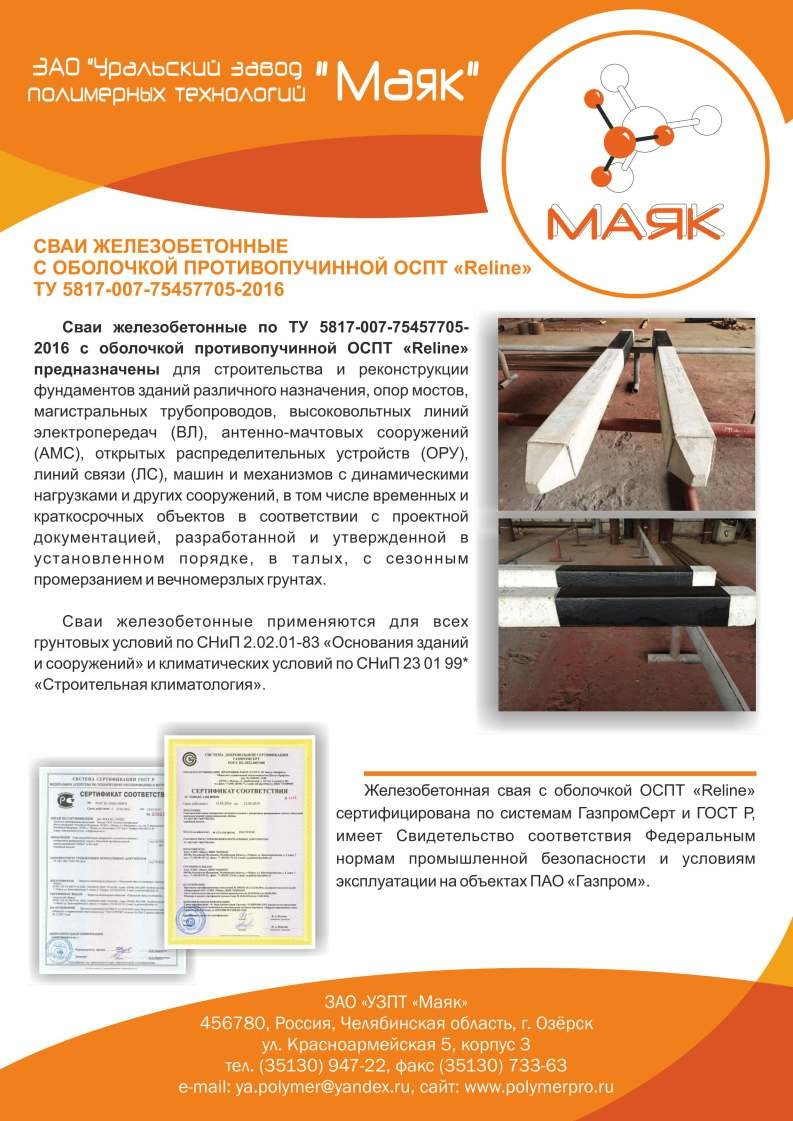 ЗАО "Уральский завод
полимерных технологий "Маяк"
МАЯК
СВАИ ЖЕЛЕЗОБЕТОННЫЕ
С ОБОЛОЧКОЙ ПРОТИВОПУЧИННОЙ ОСПТ «Reline»
ТУ 5817-007-75457705-2016
Сваи железобетонные по ТУ 5817-007-75457705-
2016 с оболочкой противопучинной ОСПТ «Reline»
предназначены для строительства и реконструкции
фундаментов зданий различного назначения, опор мостов,
магистральных трубопроводов, высоковольтных линий
электропередач (ВЛ), антенно-мачтовых сооружений
(АМС), открытых распределительных устройств (ОРУ),
линий связи (ЛС), машин и механизмов с динамическими
нагрузками и других сооружений, в том числе временных и
краткосрочных объектов в соответствии с проектной
документацией, разработанной и утвержденной в
установленном порядке, в талых, с сезонным
промерзанием и вечномерзлых грунтах.
Сваи железобетонные применяются для всех
грунтовых условий по СНиП 2.02.01-83 «Основания зданий
и сооружений» и климатических условий по СНиП 23 01 99*
«Строительная климатология».
СИСТЕМА СЕРТИФИКАЦИИ ГОСТ Р
СЕРТИФИКАТ СООТВЕТСТВ
СИСТЕМА ДОБРОВОЛЬНОЙ СЕРТИФИКАЦИИ
ГАЗПРОМСЕРТ
СЕРТИФИКАТ СООТВЕТСТВИЯ
Железобетонная свая с оболочкой ОСПТ «Reline»
сертифицирована по системам ГазпромСерт и ГОСТ Р,
имеет Свидетельство соответствия Федеральным
нормам промышленной безопасности и условиям
эксплуатации на объектах ПАО «Газпром».
ЗАО «УЗПТ «Маяк»
456780, Россия, Челябинская область, г. Озёрск
ул. Красноармейская 5, корпус 3
тел. (35130) 947-22, факс (35130) 733-63
e-mail: ya.polymer@yandex.ru, сайт: www.polymerpro.ru